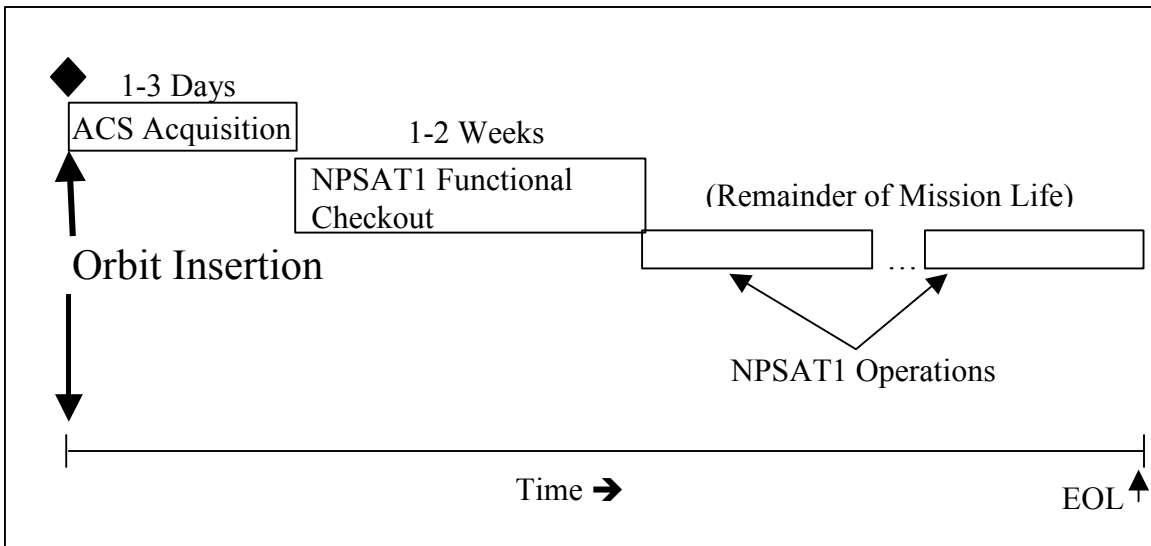 1-3 Days
ACS Acquisition
1-2 Weeks
NPSAT1 Functional
Checkout
(Remainder of Mission Life)
Orbit Insertion
…
NPSAT1 Operations
Time ➔
EOL